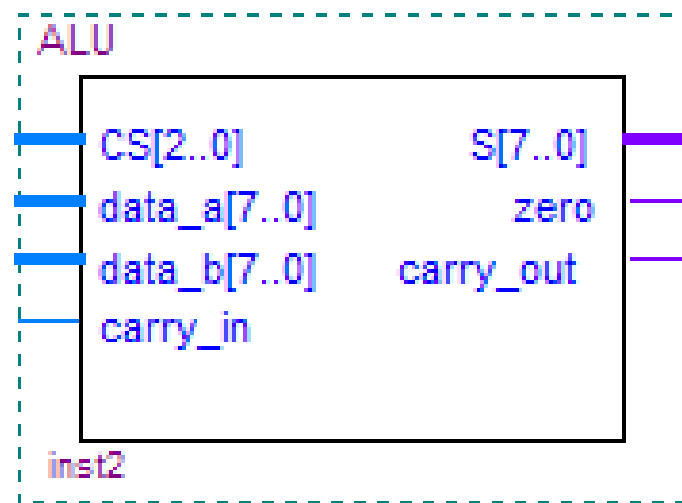 ALU
CS[2..0] S[7..0]
data_a[7..0] zero
data_b[7..0] carry_out
carry_in
inst2